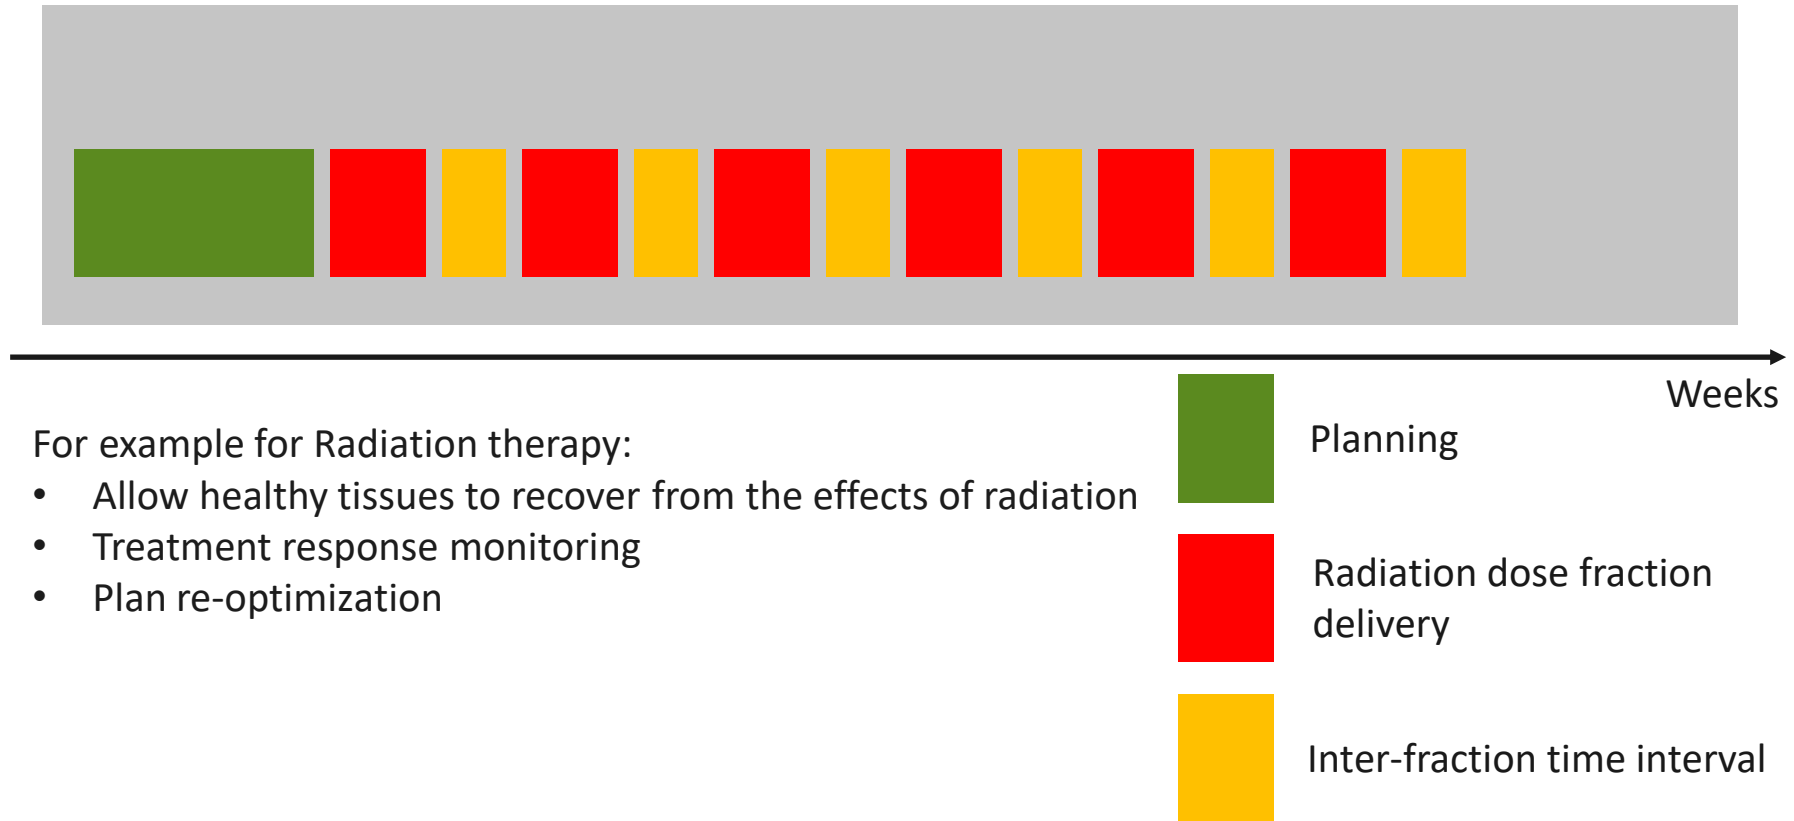 Weeks
For example for Radiation therapy:
• Allow healthy tissues to recover from the effects of radiation
• Treatment response monitoring
• Plan re-optimization
Planning
Radiation dose fraction
delivery
Inter-fraction time interval